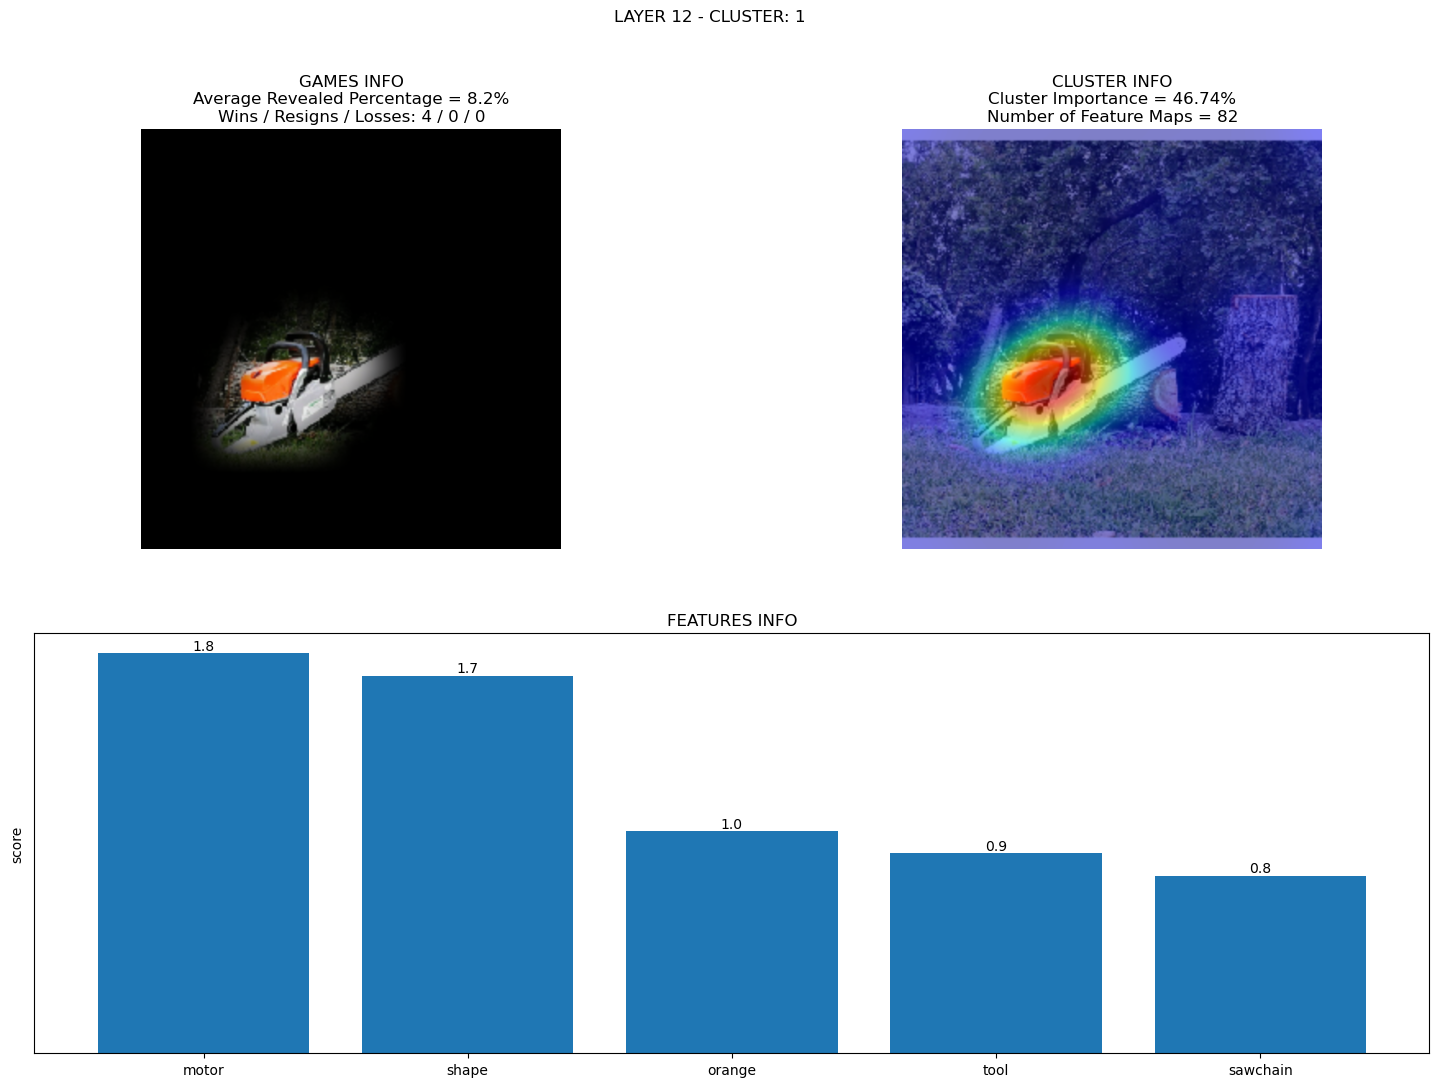 LAYER 12 - CLUSTER: 1
GAMES INFO
Average Revealed Percentage = 8.2%
Wins / Resigns / Losses: 4 / 0 / 0
CLUSTER INFO
Cluster Importance = 46.74%
Number of Feature Maps = 82
FEATURES INFO
score
1.8
1.7
1.0
0.9
0.8
motor
shape
orange
tool
sawchain